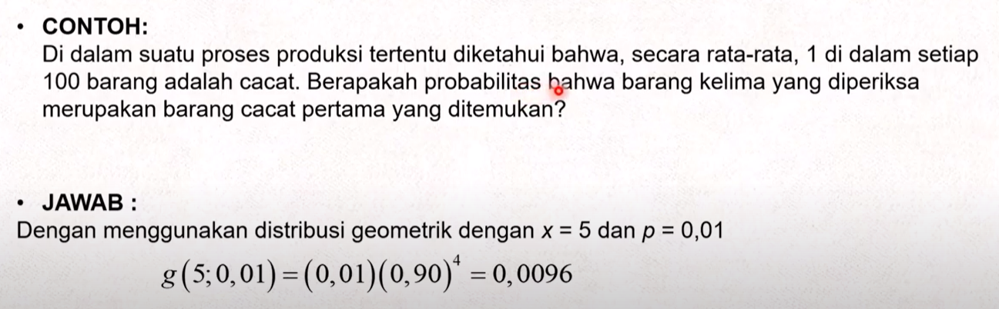 • CONTOH:
Di dalam suatu proses produksi tertentu diketahui bahwa, secara rata-rata, 1 di dalam setiap
100 barang adalah cacat. Berapakah probabilitas bahwa barang kelima yang diperiksa
merupakan barang cacat pertama yang ditemukan?
• JAWAB :
Dengan menggunakan distribusi geometrik dengan x = 5 dan p = 0,01
g(5;0,01) = (0,01)(0,90)⁴ = 0,0096